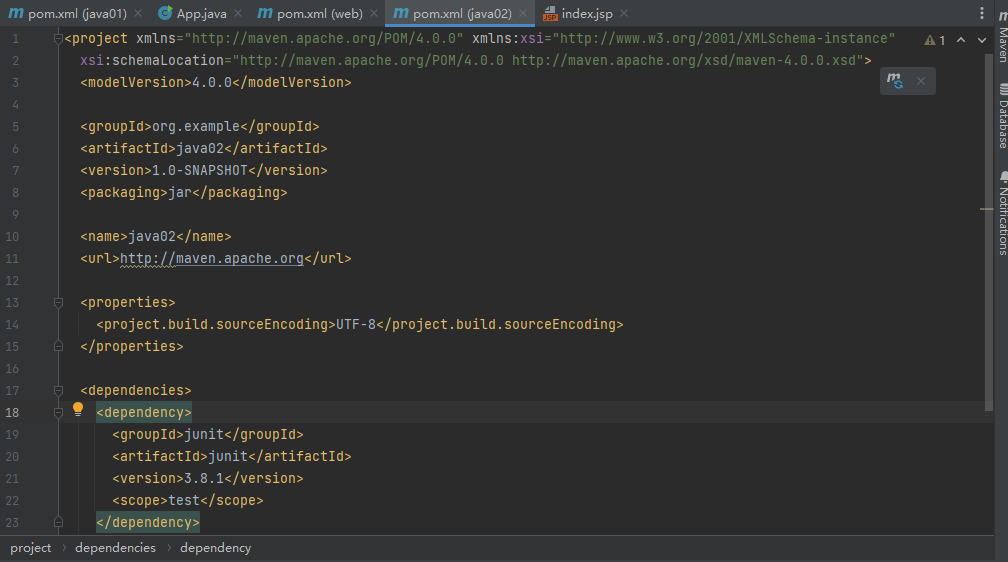 pom.xml (java01) App.java pom.xml (web) pom.xml (java02) index.jsp
1 <project xmlns="http://maven.apache.org/POM/4.0.0" xmlns:xsi="http://www.w3.org/2001/XMLSchema-instance" 1
2 xsi:schemaLocation="http://maven.apache.org/POM/4.0.0 http://maven.apache.org/xsd/maven-4.0.0.xsd">
3 <modelVersion>4.0.0</modelVersion>
4
5 <groupId>org.example</groupId>
6 <artifactId>java02</artifactId>
7 <version>1.0-SNAPSHOT</version>
8 <packaging>jar</packaging>
9
10 <name>java02</name>
11 <url>http://maven.apache.org</url>
12
13 <properties>
14 <project.build.sourceEncoding>UTF-8</project.build.sourceEncoding>
15 </properties>
16
17 <dependencies>
18 <dependency>
19 <groupId>junit</groupId>
20 <artifactId>junit</artifactId>
21 <version>3.8.1</version>
22 <scope>test</scope>
23 </dependency>
project › dependencies › dependency
Maven
Database
Notifications